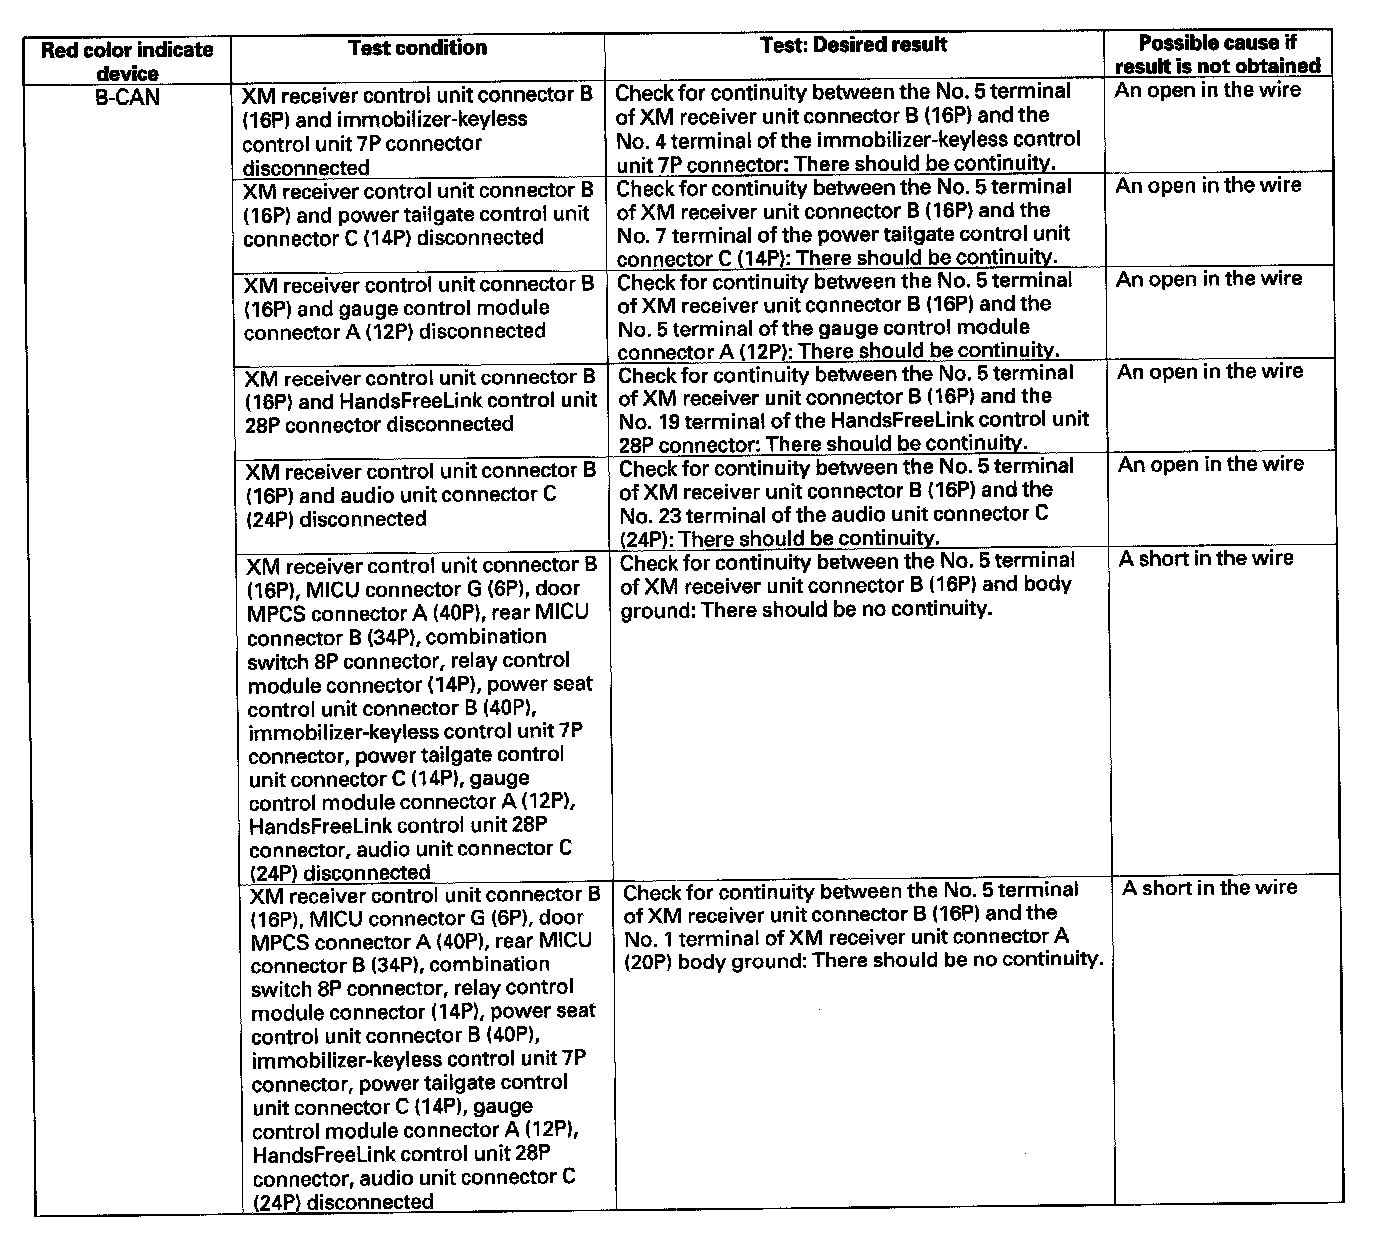 Red color indicate
device
Test condition
Test: Desired result
Possible cause if
result is not obtained
B-CAN
XM receiver control unit connector B
(16P) and immobilizer-keyless
control unit 7P connector
disconnected
Check for continuity between the No. 5 terminal
of XM receiver unit connector B (16P) and the
No. 4 terminal of the immobilizer-keyless control
unit 7P connector: There should be continuity.
An open in the wire
XM receiver control unit connector B
(16P) and power tailgate control unit
connector C (14P) disconnected
Check for continuity between the No. 5 terminal
of XM receiver unit connector B (16P) and the
No. 7 terminal of the power tailgate control unit
connector C (14P): There should be continuity.
An open in the wire
XM receiver control unit connector B
(16P) and gauge control module
connector A (12P) disconnected
Check for continuity between the No. 5 terminal
of XM receiver unit connector B (16P) and the
No. 5 terminal of the gauge control module
connector A (12P): There should be continuity.
An open in the wire
XM receiver control unit connector B
(16P) and HandsFreeLink control unit
28P connector disconnected
Check for continuity between the No. 5 terminal
of XM receiver unit connector B (16P) and the
No. 19 terminal of the HandsFreeLink control unit
28P connector: There should be continuity.
An open in the wire
XM receiver control unit connector B
(16P) and audio unit connector C
(24P) disconnected
Check for continuity between the No. 5 terminal
of XM receiver unit connector B (16P) and the
No. 23 terminal of the audio unit connector C
(24P): There should be continuity.
An open in the wire
XM receiver control unit connector B
(16P), MICU connector G (6P), door
MPCS connector A (40P), rear MICU
connector B (34P), combination
switch 8P connector, relay control
module connector (14P), power seat
control unit connector B (40P),
immobilizer-keyless control unit 7P
connector, power tailgate control
unit connector C (14P), gauge
control module connector A (12P),
HandsFreeLink control unit 28P
connector, audio unit connector C
(24P) disconnected
Check for continuity between the No. 5 terminal
of XM receiver unit connector B (16P) and body
ground: There should be no continuity.
A short in the wire
XM receiver control unit connector B
(16P), MICU connector G (6P), door
MPCS connector A (40P), rear MICU
connector B (34P), combination
switch 8P connector, relay control
module connector (14P), power seat
control unit connector B (40P),
immobilizer-keyless control unit 7P
connector, power tailgate control
unit connector C (14P), gauge
control module connector A (12P),
HandsFreeLink control unit 28P
connector, audio unit connector C
(24P) disconnected
Check for continuity between the No. 5 terminal
of XM receiver unit connector B (16P) and the
No. 1 terminal of XM receiver unit connector A
(20P) body ground: There should be no continuity.
A short in the wire